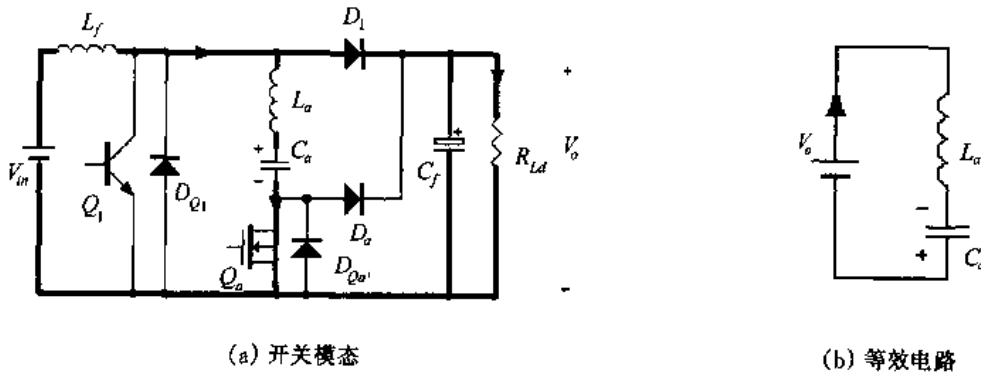 L_f
D_1
L_a
+
C_a
-
V_in
Q_1
D_Q1
Q_a
D_Qa
D_a
+
C_f
R_Ld
+
V_o
-
(a) 开关模态
V_o
L_a
-
+
(b) 等效电路